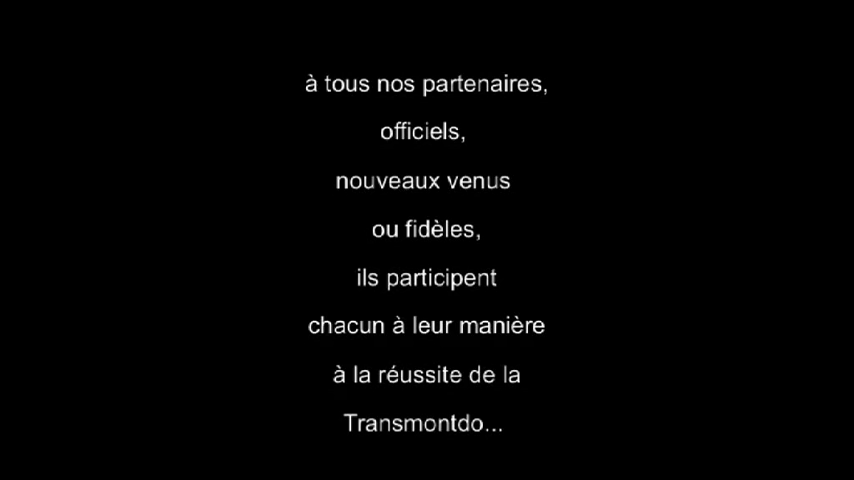 à tous nos partenaires,
officiels,
nouveaux venus
ou fidèles,
ils participent
chacun à leur manière
à la réussite de la
Transmontdo...